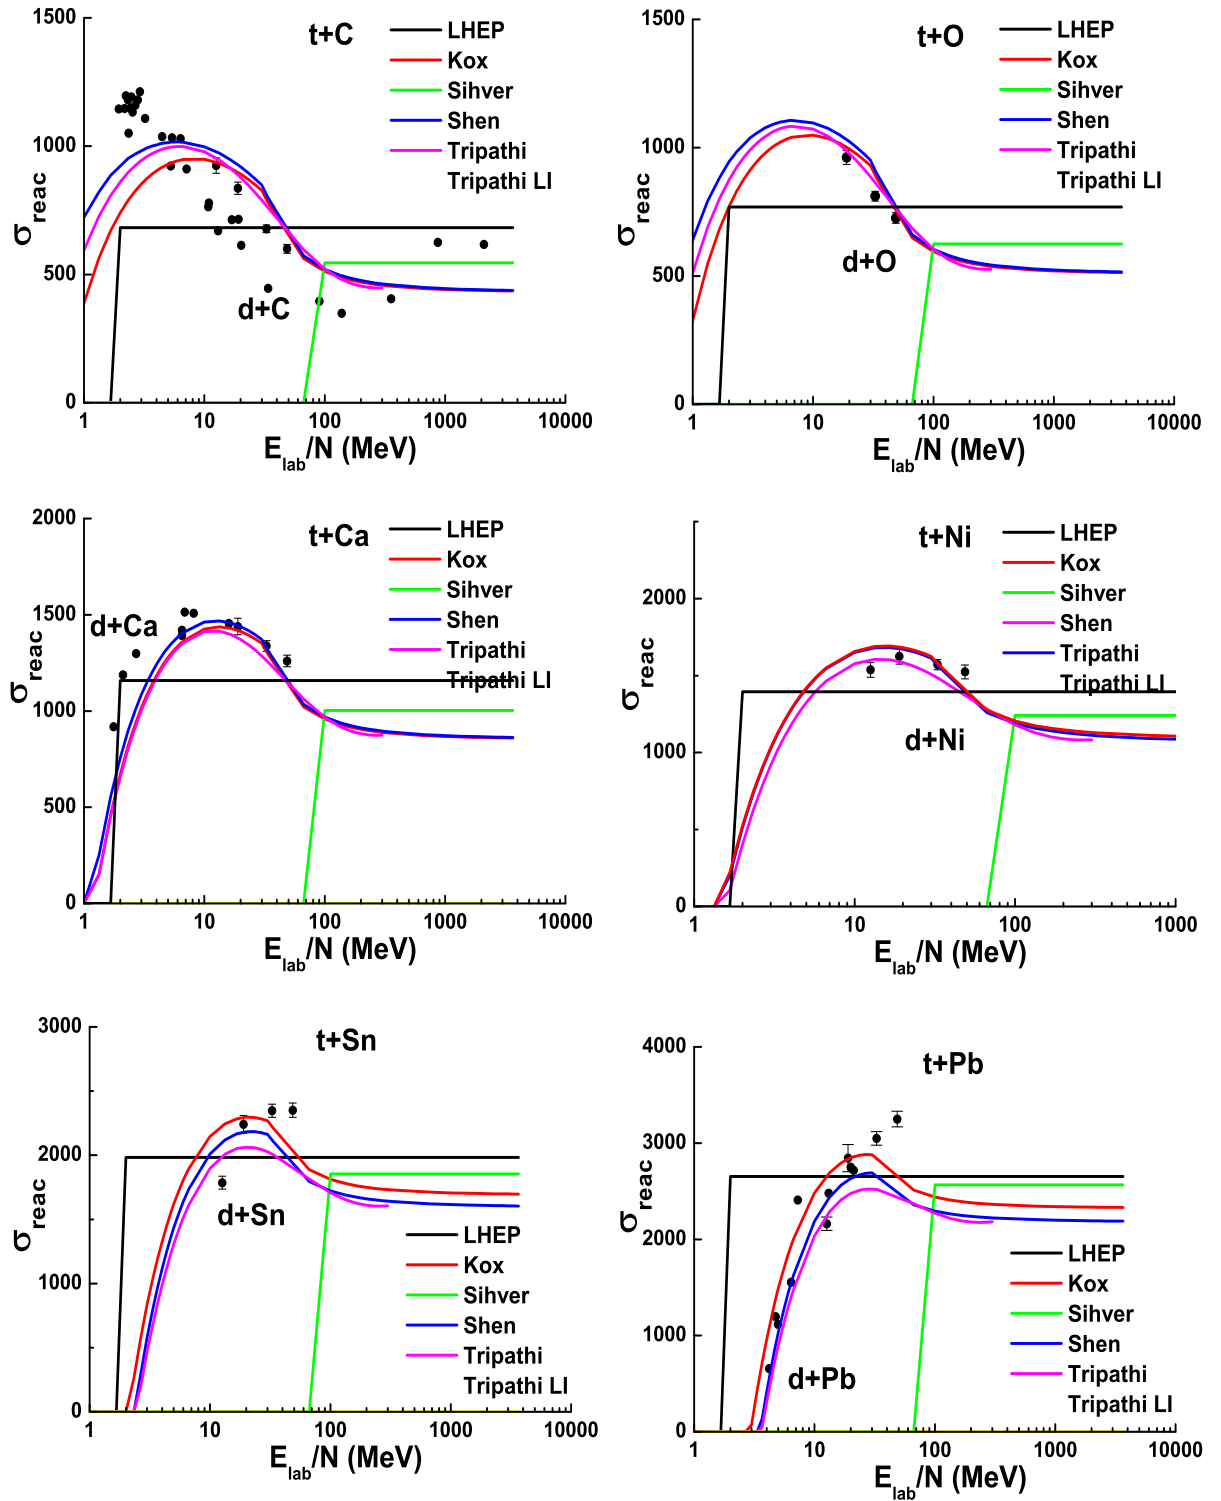 t+C
LHEP
Kox
Sihver
Shen
Tripathi
Tripathi LI
d+C
1500
1000
500
0
σreac
1 10 100 1000 10000
Elab/N (MeV)
t+O
LHEP
Kox
Sihver
Shen
Tripathi
Tripathi LI
d+O
1500
1000
500
0
σreac
1 10 100 1000 10000
Elab/N (MeV)
t+Ca
LHEP
Kox
Sihver
Shen
Tripathi
Tripathi LI
d+Ca
2000
1500
1000
500
0
σreac
1 10 100 1000 10000
Elab/N (MeV)
t+Ni
LHEP
Kox
Sihver
Shen
Tripathi
Tripathi LI
d+Ni
2000
1000
0
σreac
1 10 100 1000
Elab/N (MeV)
t+Sn
3000
2000
1000
0
σreac
d+Sn
LHEP
Kox
Sihver
Shen
Tripathi
Tripathi LI
1 10 100 1000 10000
Elab/N (MeV)
t+Pb
4000
3000
2000
1000
0
σreac
LHEP
Kox
Sihver
Shen
Tripathi
Tripathi LI
d+Pb
1 10 100 1000 10000
Elab/N (MeV)